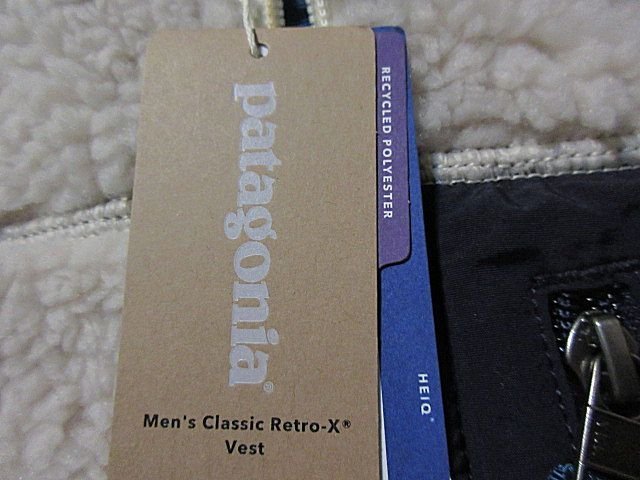 patagonia®
Men's Classic Retro-X®
Vest
RECYCLED POLYESTER
HEIQ®